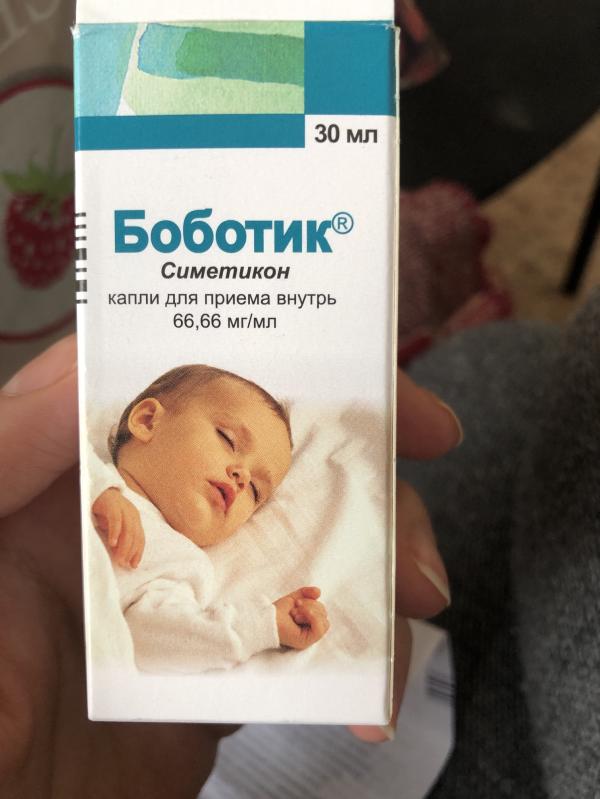 30 мл
Боботик®
Симетикон
капли для приема внутрь
66,66 мг/мл